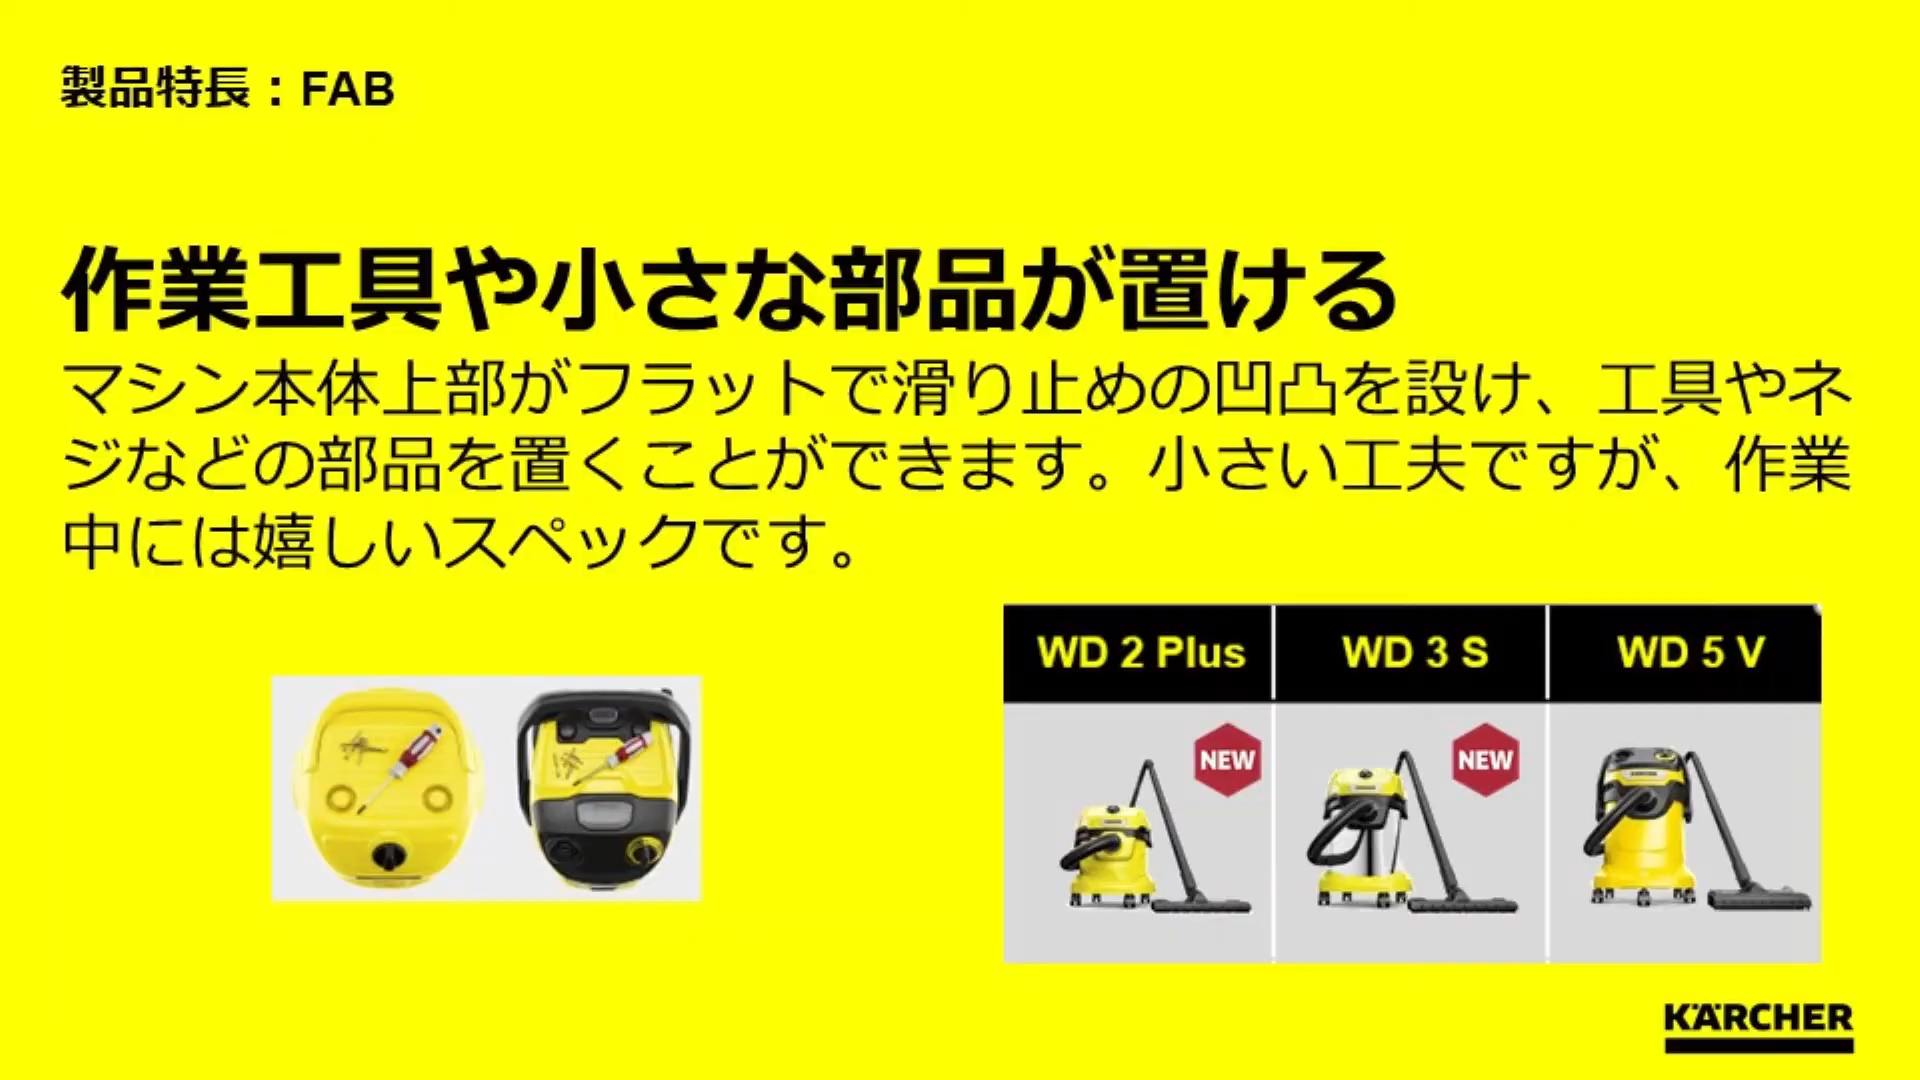 製品特長：FAB
作業工具や小さな部品が置ける
マシン本体上部がフラットで滑り止めの凹凸を設け、工具やネ
ジなどの部品を置くことができます。小さい工夫ですが、作業
中には嬉しいスペックです。
WD 2 Plus
WD 3 S
WD 5 V
NEW
NEW
KÄRCHER